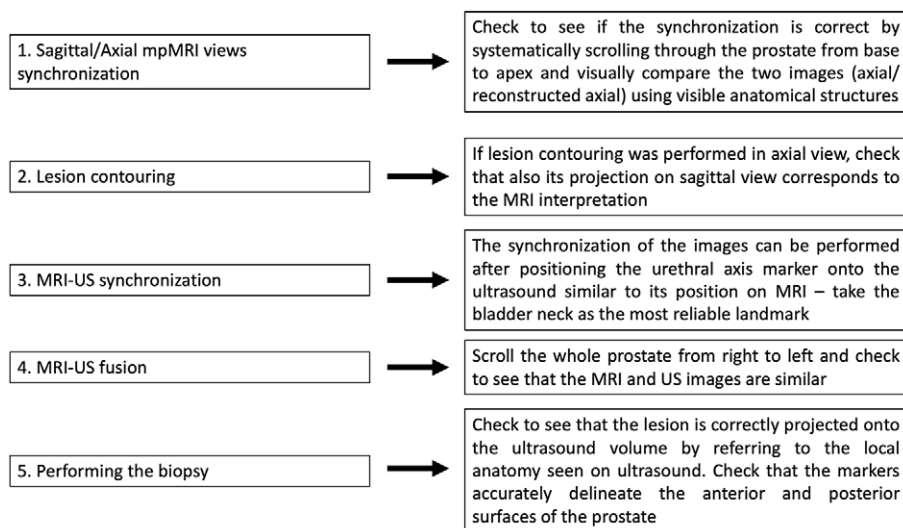 1. Sagittal/Axial mpMRI views
synchronization
Check to see if the synchronization is correct by
systematically scrolling through the prostate from base
to apex and visually compare the two images (axial/
reconstructed axial) using visible anatomical structures
2. Lesion contouring
If lesion contouring was performed in axial view, check
that also its projection on sagittal view corresponds to
the MRI interpretation
3. MRI-US synchronization
The synchronization of the images can be performed
after positioning the urethral axis marker onto the
ultrasound similar to its position on MRI – take the
bladder neck as the most reliable landmark
4. MRI-US fusion
Scroll the whole prostate from right to left and check
to see that the MRI and US images are similar
5. Performing the biopsy
Check to see that the lesion is correctly projected onto
the ultrasound volume by referring to the local
anatomy seen on ultrasound. Check that the markers
accurately delineate the anterior and posterior
surfaces of the prostate